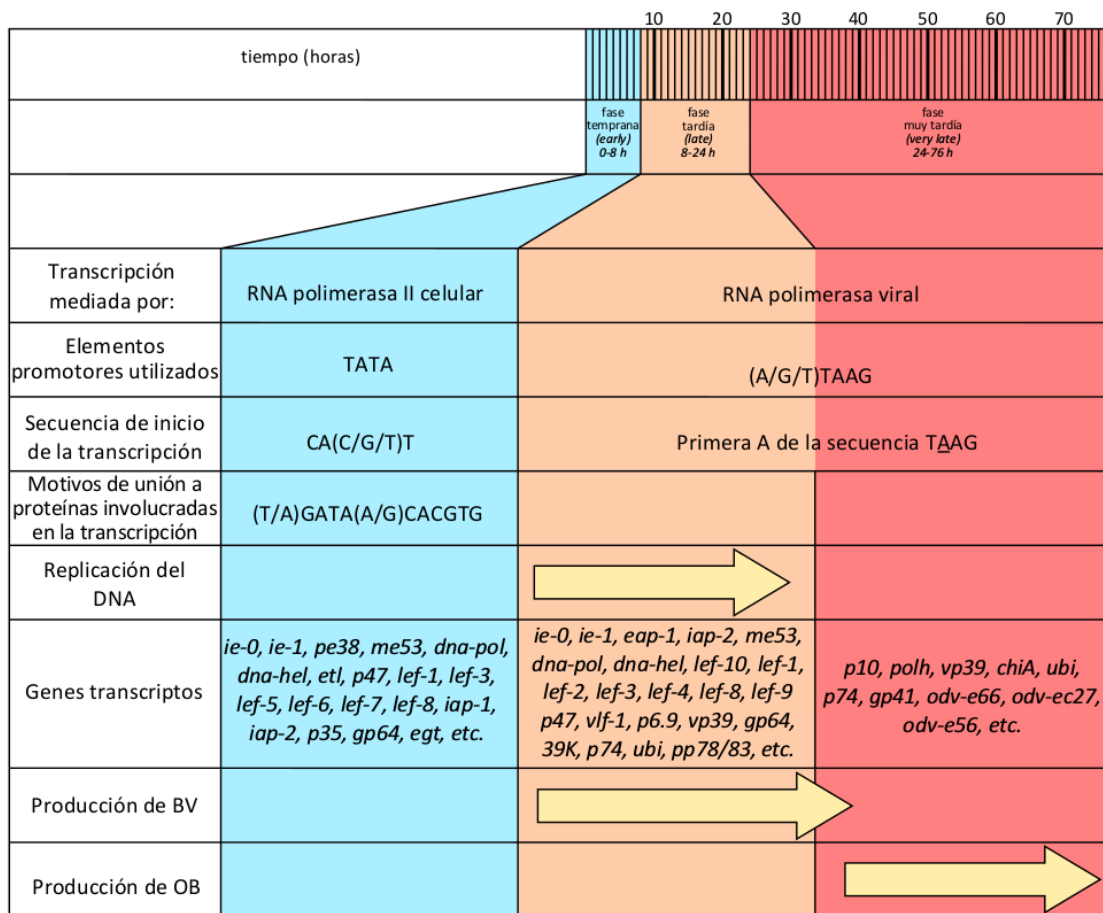 10 20 30 40 50 60 70
tiempo (horas)
fase
temprana
(early)
0-8 h
fase
tardía
(late)
8-24 h
fase
muy tardía
(very late)
24-76 h
Transcripción
mediada por:
RNA polimerasa II celular
RNA polimerasa viral
Elementos
promotores utilizados
TATA
(A/G/T)TAAG
Secuencia de inicio
de la transcripción
CA(C/G/T)T
Primera A de la secuencia TAAG
Motivos de unión a
proteínas involucradas
en la transcripción
(T/A)GATA(A/G)CACGTG
Replicación del
DNA
Genes transcriptos
ie-0, ie-1, pe38, me53, dna-pol,
dna-hel, etl, p47, lef-1, lef-3,
lef-5, lef-6, lef-7, lef-8, iap-1,
iap-2, p35, gp64, egt, etc.
ie-0, ie-1, eap-1, iap-2, me53,
dna-pol, dna-hel, lef-10, lef-1,
lef-2, lef-3, lef-4, lef-8, lef-9
p47, vlf-1, p6.9, vp39, gp64,
39K, p74, ubi, pp78/83, etc.
p10, polh, vp39, chiA, ubi,
p74, gp41, odv-e66, odv-ec27,
odv-e56, etc.
Producción de BV
Producción de OB